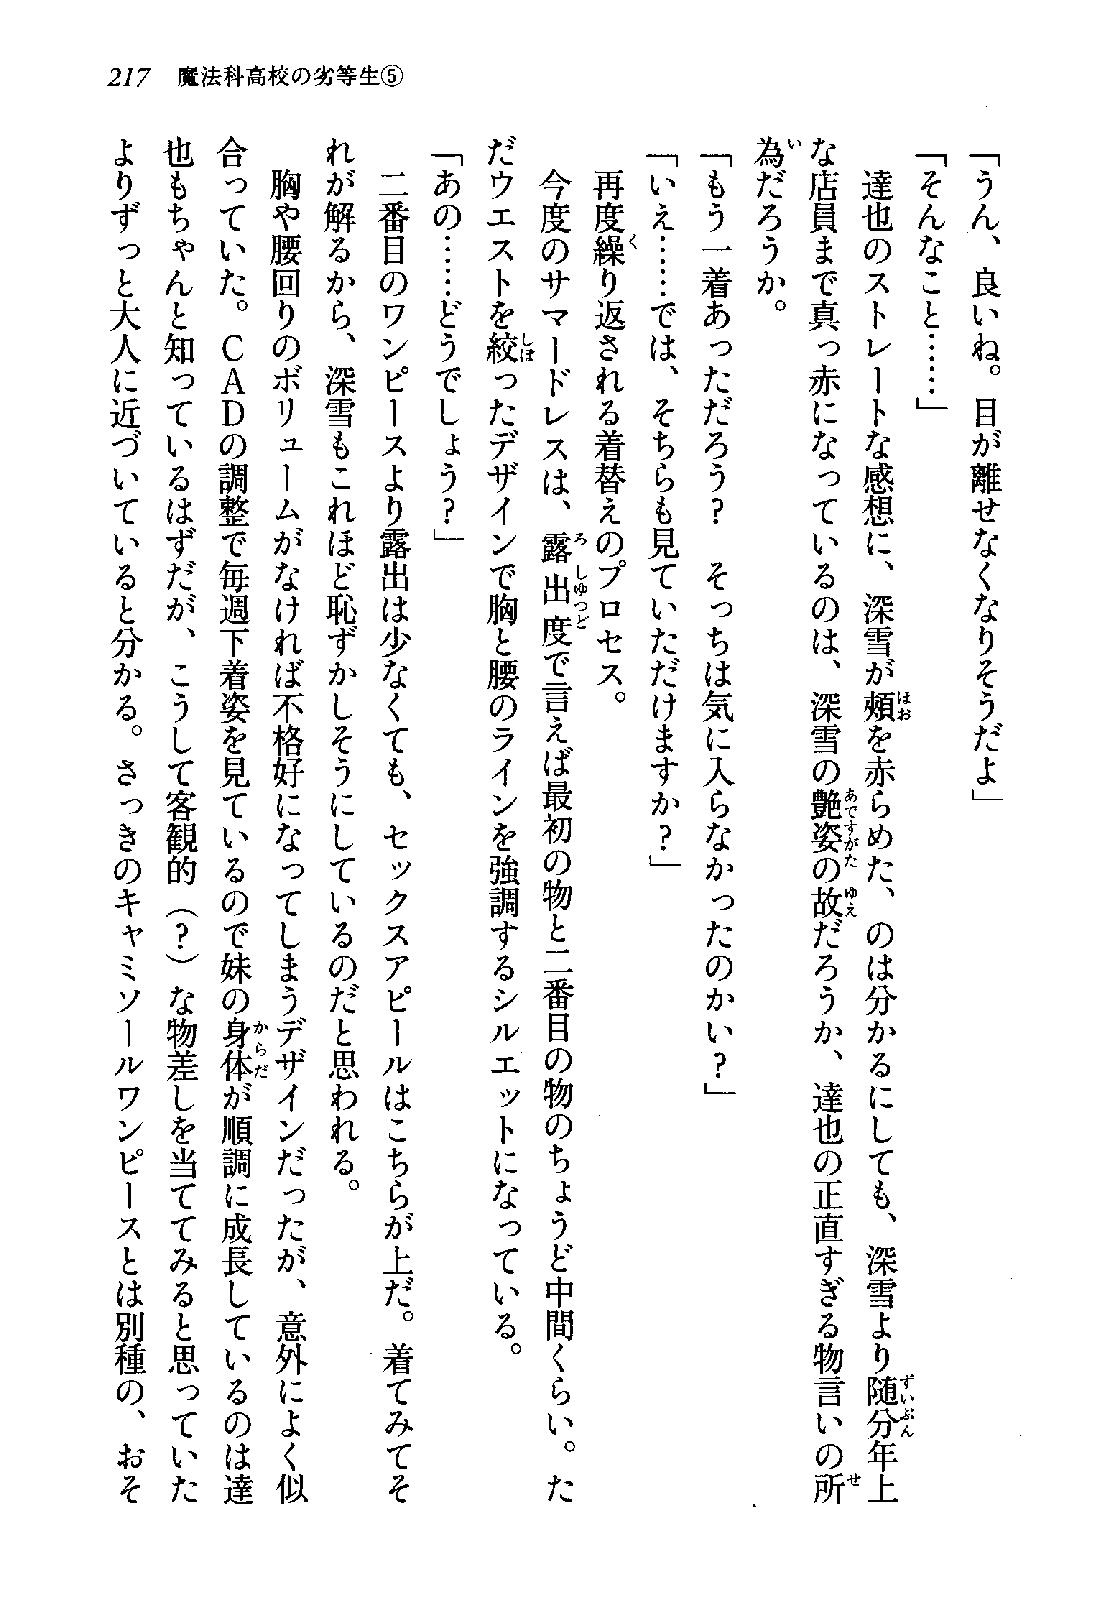 217 魔法科高校の劣等生⑤
「うん、良いね。目が離せなくなりそうだよ」
「そんなこと……」
　達也のストレートな感想に、深雪が頰を赤らめた、のは分かるにしても、深雪より随分年上
な店員まで真っ赤になっているのは、深雪の艶姿の故だろうか、達也の正直すぎる物言いの所
為だろうか。
「もう一着あっただろう？　そっちは気に入らなかったのかい？」
「いえ……では、そちらも見ていただけますか？」
　再度繰り返される着替えのプロセス。
　今度のサマードレスは、露出度で言えば最初の物と二番目の物のちょうど中間くらい。た
だウエストを絞ったデザインで胸と腰のラインを強調するシルエットになっている。
「あの……どうでしょう？」
　二番目のワンピースより露出は少なくても、セックスアピールはこちらが上だ。着てみてそ
れが解るから、深雪もこれほど恥ずかしそうにしているのだと思われる。
　胸や腰回りのボリュームがなければ不格好になってしまうデザインだったが、意外によく似
合っていた。ＣＡＤの調整で毎週下着姿を見ているので妹の身体が順調に成長しているのは達
也もちゃんと知っているはずだが、こうして客観的（？）な物差しを当ててみると思っていた
よりずっと大人に近づいていると分かる。さっきのキャミソールワンピースとは別種の、おそ